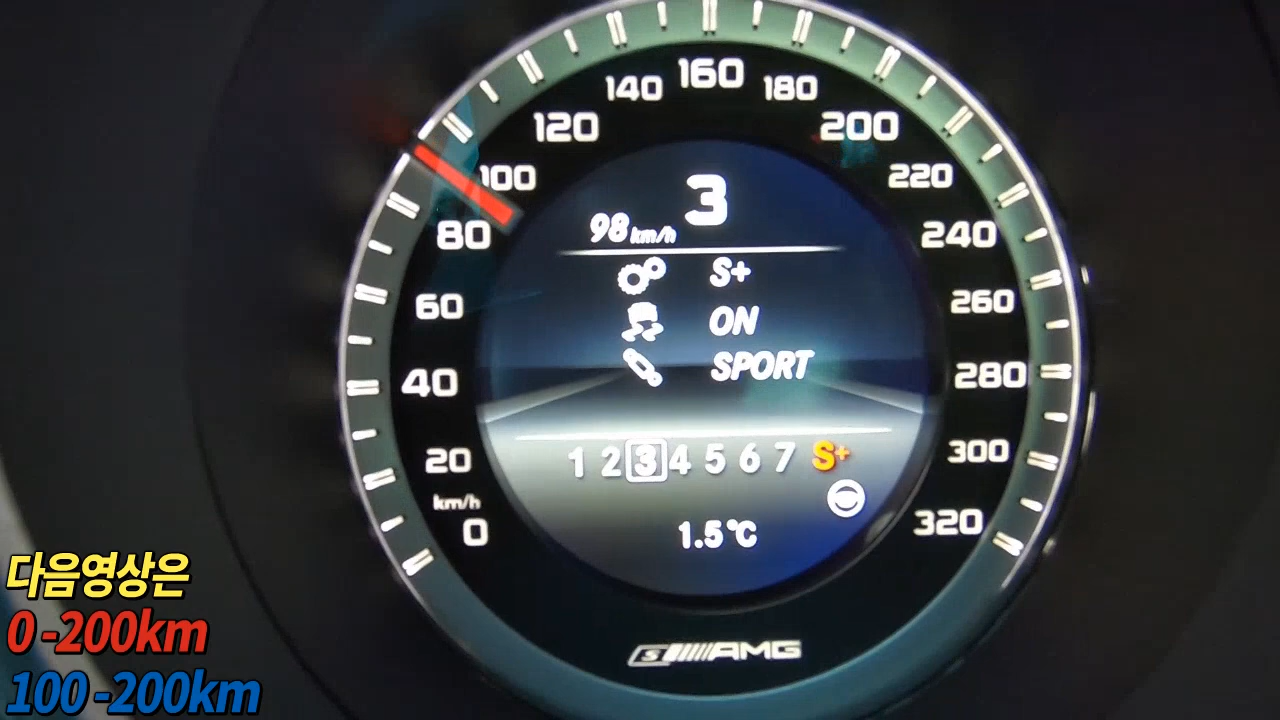 160
140 180
120 200
100 220
80 240
60 260
40 280
20 300
km/h
0 320
3
98 km/h
S+
ON
SPORT
1 2 3 4 5 6 7 S+
1.5°C
S AMG
다음영상은
0-200km
100-200km